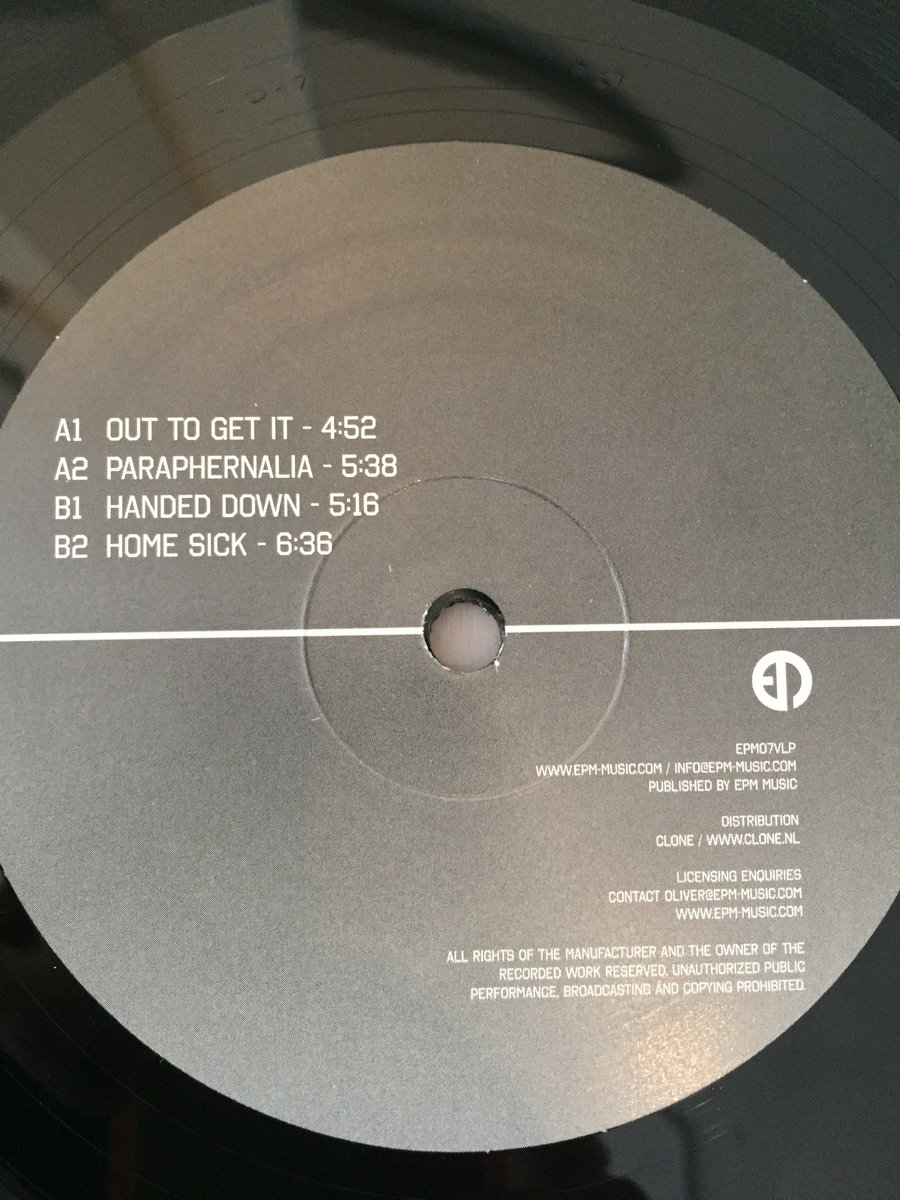 A1 OUT TO GET IT - 4:52
A2 PARAPHERNALIA - 5:38
B1 HANDED DOWN - 5:16
B2 HOME SICK - 6:36
EPM07VLP
WWW.EPM-MUSIC.COM / INFO@EPM-MUSIC.COM
PUBLISHED BY EPM MUSIC
DISTRIBUTION
CLONE / WWW.CLONE.NL
LICENSING ENQUIRIES
CONTACT OLIVER@EPM-MUSIC.COM
WWW.EPM-MUSIC.COM
ALL RIGHTS OF THE MANUFACTURER AND THE OWNER OF THE
RECORDED WORK RESERVED. UNAUTHORIZED PUBLIC
PERFORMANCE, BROADCASTING AND COPYING PROHIBITED.